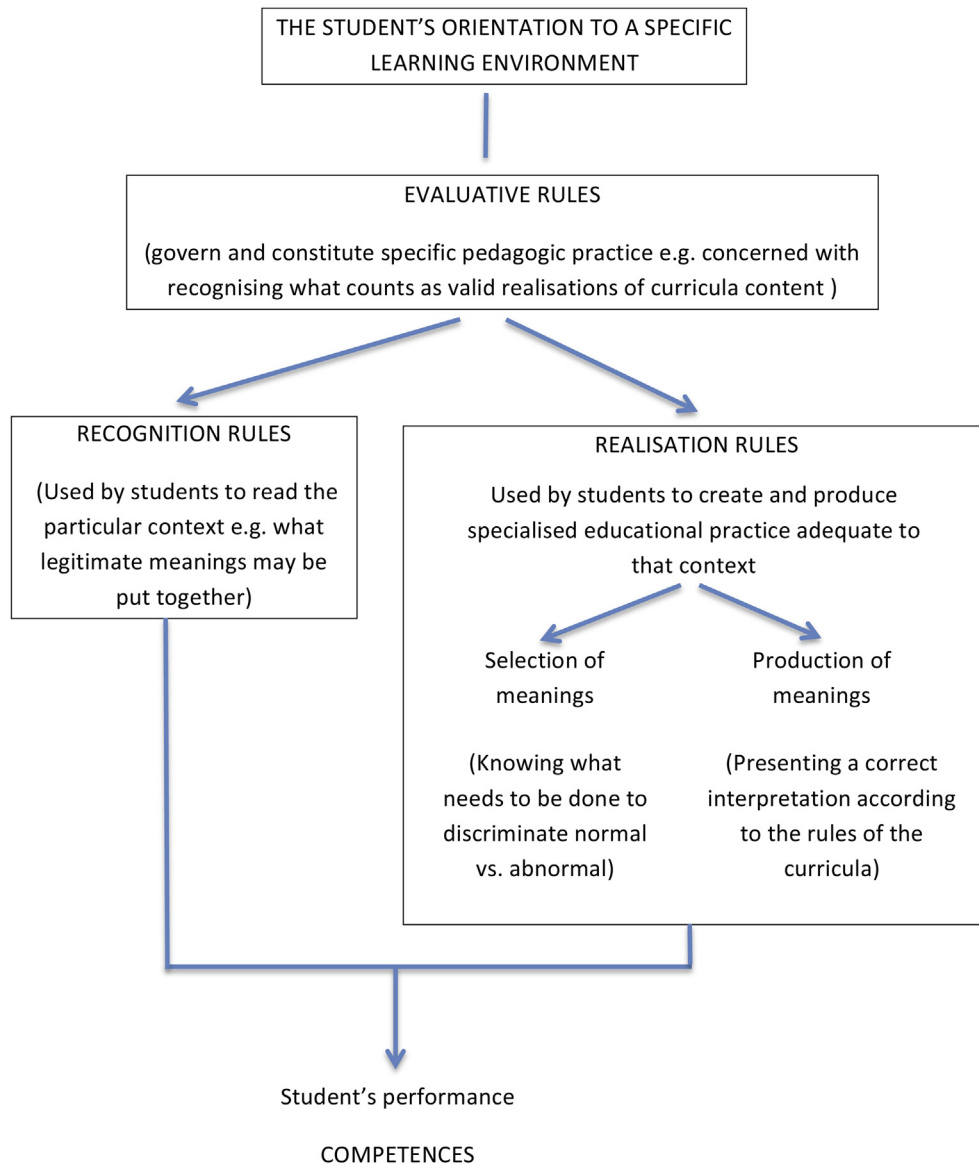 THE STUDENT'S ORIENTATION TO A SPECIFIC
LEARNING ENVIRONMENT
EVALUATIVE RULES
(govern and constitute specific pedagogic practice e.g. concerned with
recognising what counts as valid realisations of curricula content )
RECOGNITION RULES
(Used by students to read the
particular context e.g. what
legitimate meanings may be
put together)
REALISATION RULES
Used by students to create and produce
specialised educational practice adequate to
that context
Selection of
meanings
(Knowing what
needs to be done to
discriminate normal
vs. abnormal)
Production of
meanings
(Presenting a correct
interpretation according
to the rules of the
curricula)
Student's performance
COMPETENCES